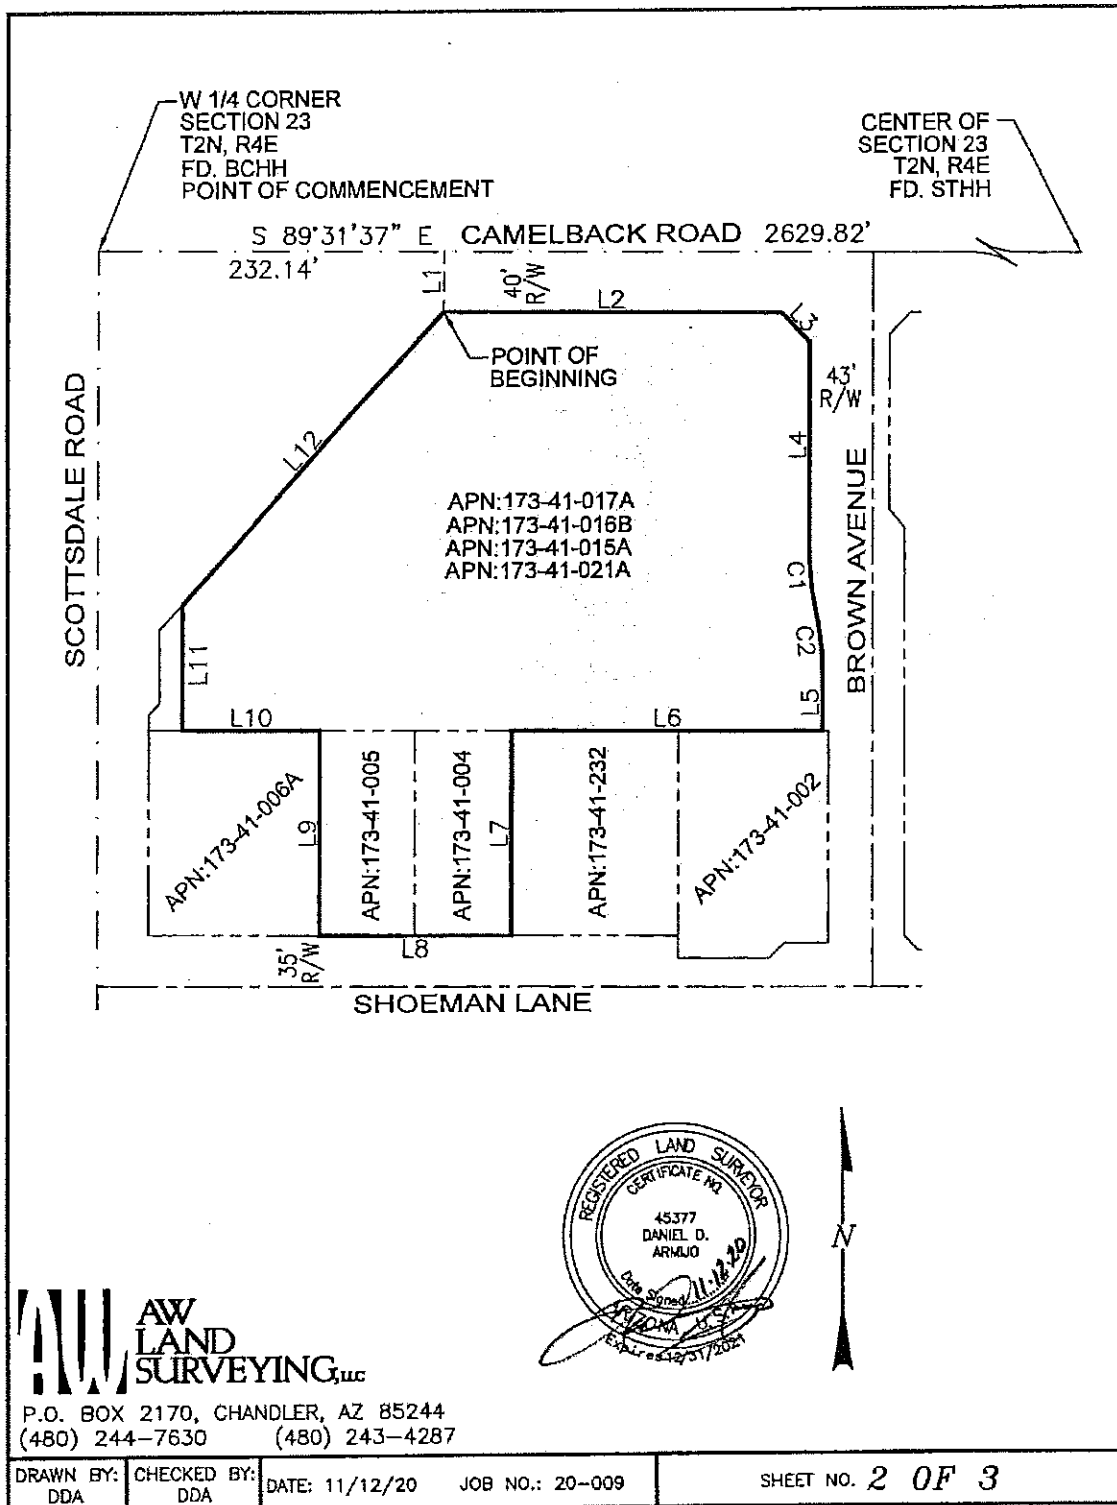 W 1/4 CORNER
SECTION 23
T2N, R4E
FD. BCHH
POINT OF COMMENCEMENT
CENTER OF
SECTION 23
T2N, R4E
FD. STHH
S 89°31'37" E CAMELBACK ROAD 2629.82'
232.14'
L1
40'
R/W
L2
L3
POINT OF
BEGINNING
43'
R/W
SCOTTSDALE ROAD
L12
L4
APN:173-41-017A
APN:173-41-016B
APN:173-41-015A
APN:173-41-021A
BROWN AVENUE
C1
C2
L11
L5
L10
L6
APN:173-41-006A
L9
APN:173-41-005
APN:173-41-004
L7
APN:173-41-232
APN:173-41-002
35'
R/W
L8
SHOEMAN LANE
REGISTERED LAND SURVEYOR
CERTIFICATE NO.
45377
DANIEL D.
ARMIJO
Date Signed 11-12-20
ARIZONA U.S.A.
Expires 12/31/2021
N
AW
AW
LAND
SURVEYING,LLC
P.O. BOX 2170, CHANDLER, AZ 85244
(480) 244-7630 (480) 243-4287
DRAWN BY:
DDA
CHECKED BY:
DDA
DATE: 11/12/20 JOB NO.: 20-009
SHEET NO. 2 OF 3